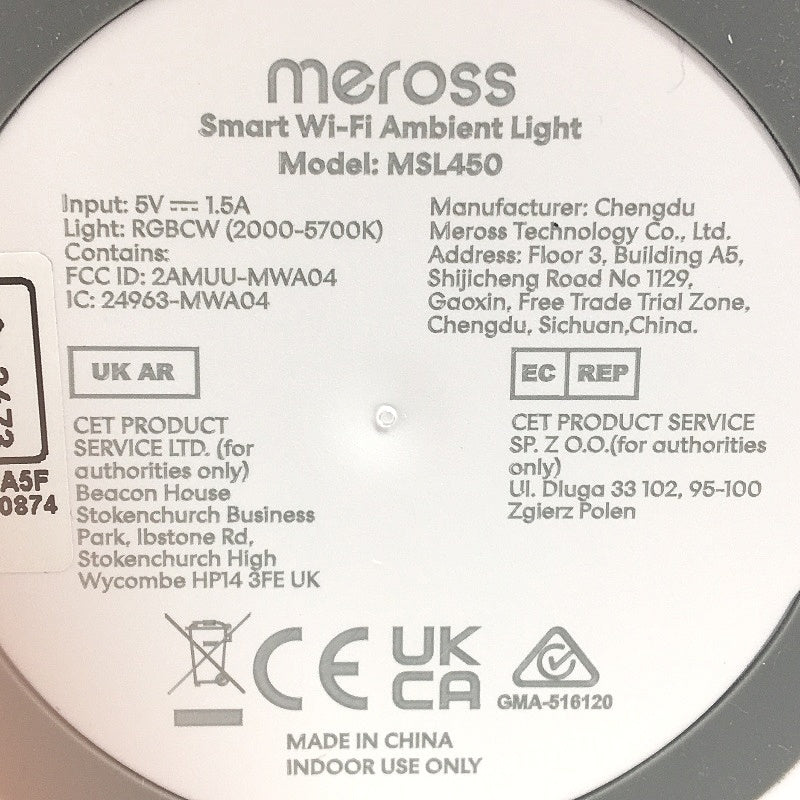 meross
Smart Wi-Fi Ambient Light
Model: MSL450
Input: 5V ⎓ 1.5A
Light: RGBCW (2000-5700K)
Contains:
FCC ID: 2AMUU-MWA04
IC: 24963-MWA04
Manufacturer: Chengdu
Meross Technology Co., Ltd.
Address: Floor 3, Building A5,
Shijicheng Road No 1129,
Gaoxin, Free Trade Trial Zone,
Chengdu, Sichuan,China.
UK AR
CET PRODUCT
SERVICE LTD. (for
authorities only)
Beacon House
Stokenchurch Business
Park, Ibstone Rd,
Stokenchurch High
Wycombe HP14 3FE UK
EC REP
CET PRODUCT SERVICE
SP. Z O.O.(for authorities
only)
Ul. Dluga 33 102, 95-100
Zgierz Polen
A5F
0874
CE
UK
CA
GMA-516120
MADE IN CHINA
INDOOR USE ONLY